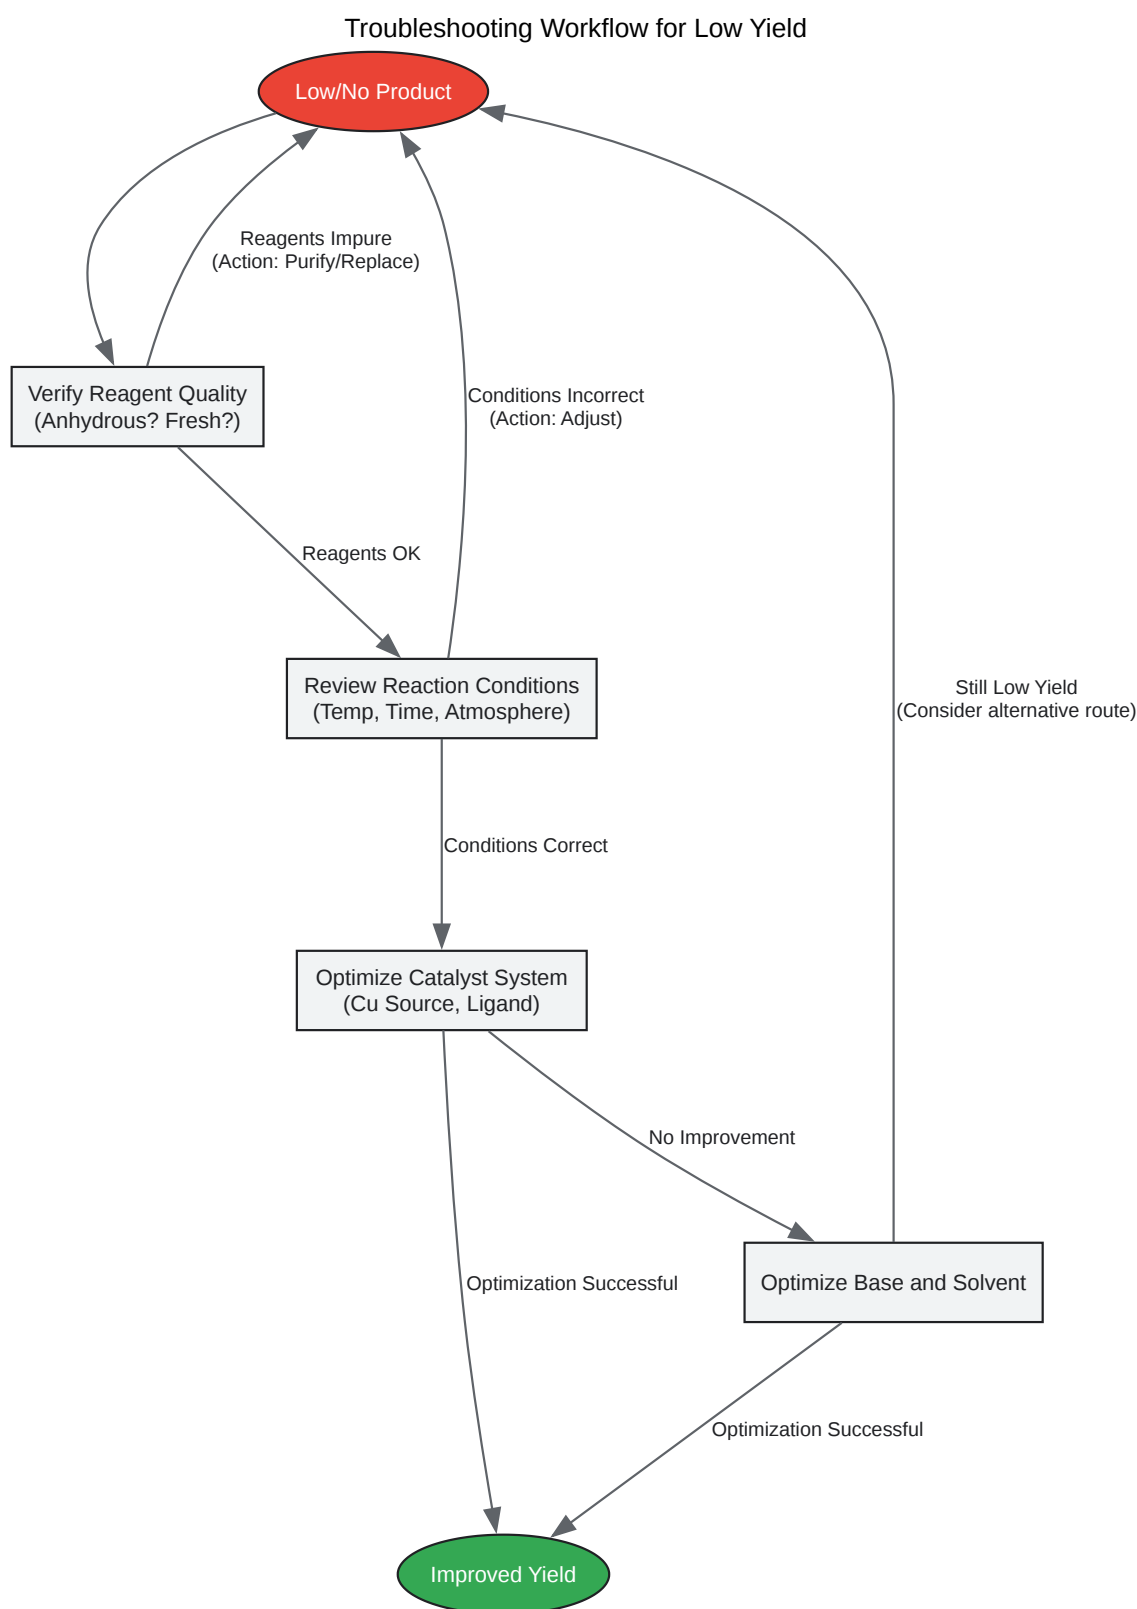 Troubleshooting Workflow for Low Yield
Low/No Product
Reagents Impure
(Action: Purify/Replace)
Verify Reagent Quality
(Anhydrous? Fresh?)
Conditions Incorrect
(Action: Adjust)
Reagents OK
Review Reaction Conditions
(Temp, Time, Atmosphere)
Still Low Yield
(Consider alternative route)
Conditions Correct
Optimize Catalyst System
(Cu Source, Ligand)
No Improvement
Optimization Successful
Optimize Base and Solvent
Optimization Successful
Improved Yield